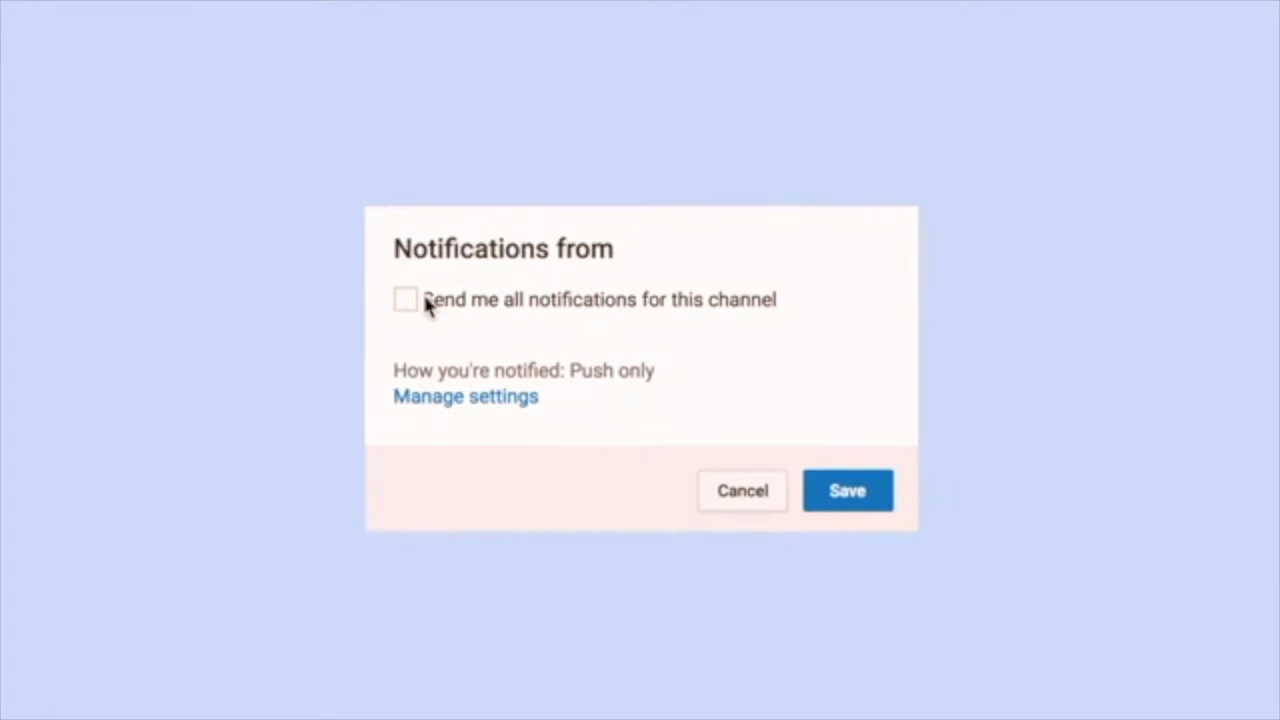 Notifications from
Send me all notifications for this channel
How you're notified: Push only
Manage settings
Cancel
Save